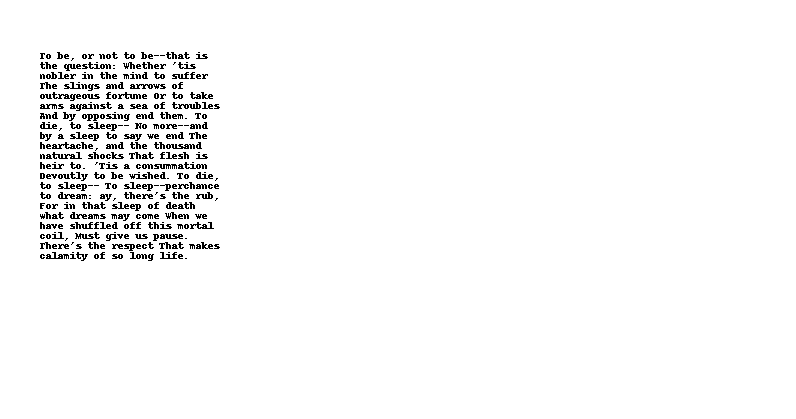 To be, or not to be--that is
the question: Whether 'tis
nobler in the mind to suffer
The slings and arrows of
outrageous fortune Or to take
arms against a sea of troubles
And by opposing end them. To
die, to sleep-- No more--and
by a sleep to say we end The
heartache, and the thousand
natural shocks That flesh is
heir to. 'Tis a consummation
Devoutly to be wished. To die,
to sleep-- To sleep--perchance
to dream: ay, there's the rub,
For in that sleep of death
what dreams may come When we
have shuffled off this mortal
coil, Must give us pause.
There's the respect That makes
calamity of so long life.